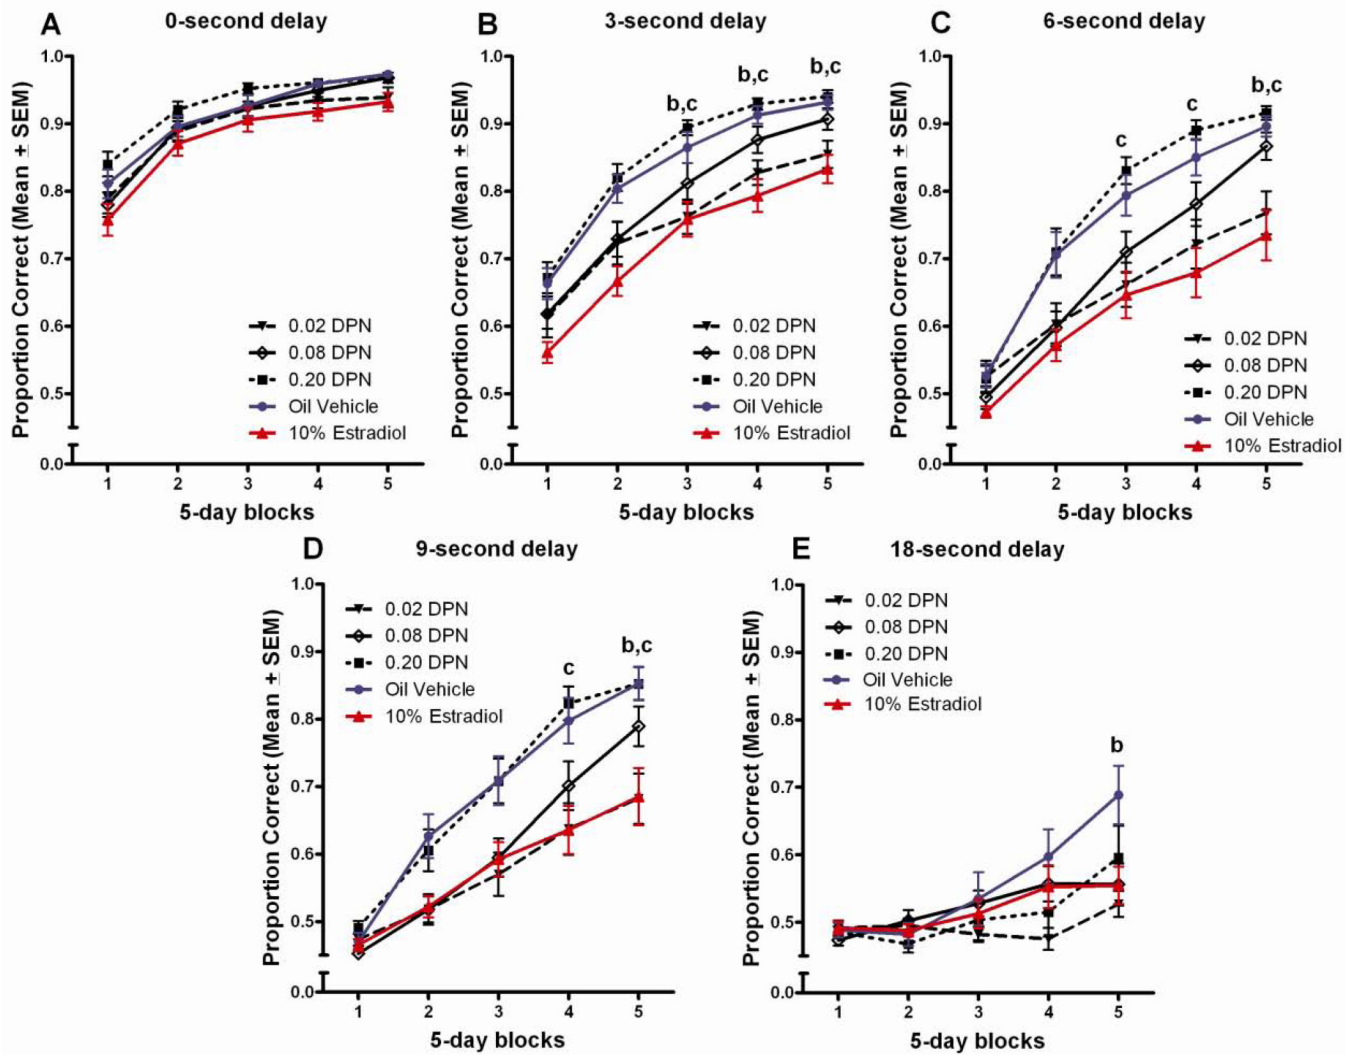 A
0-second delay
Proportion Correct (Mean ± SEM)
1.0
0.9
0.8
0.7
0.6
0.5
0.0
0.02 DPN
0.08 DPN
0.20 DPN
Oil Vehicle
10% Estradiol
1 2 3 4 5
5-day blocks
B
3-second delay
Proportion Correct (Mean ± SEM)
1.0
0.9
0.8
0.7
0.6
0.5
0.0
b,c
b,c
b,c
0.02 DPN
0.08 DPN
0.20 DPN
Oil Vehicle
10% Estradiol
1 2 3 4 5
5-day blocks
C
6-second delay
Proportion Correct (Mean ± SEM)
1.0
0.9
0.8
0.7
0.6
0.5
0.0
c
c
b,c
0.02 DPN
0.08 DPN
0.20 DPN
Oil Vehicle
10% Estradiol
1 2 3 4 5
5-day blocks
D
9-second delay
Proportion Correct (Mean ± SEM)
1.0
0.9
0.8
0.7
0.6
0.5
0.0
0.02 DPN
0.08 DPN
0.20 DPN
Oil Vehicle
10% Estradiol
c
b,c
1 2 3 4 5
5-day blocks
E
18-second delay
Proportion Correct (Mean ± SEM)
1.0
0.9
0.8
0.7
0.6
0.5
0.0
0.02 DPN
0.08 DPN
0.20 DPN
Oil Vehicle
10% Estradiol
b
1 2 3 4 5
5-day blocks